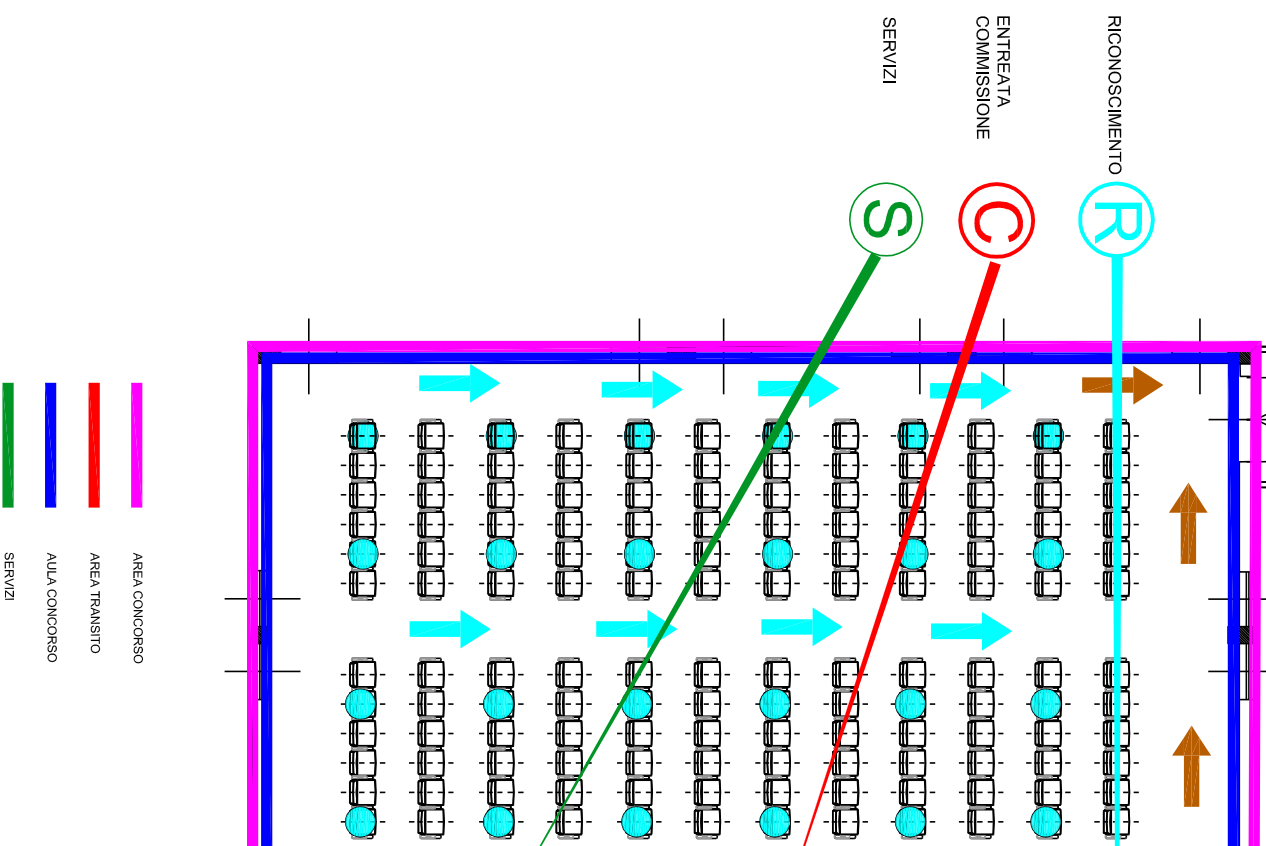 RICONOSCIMENTO
ENTREATA
COMMISSIONE
SERVIZI
R
C
S
AREA CONCORSO
AREA TRANSITO
AULA CONCORSO
SERVIZI